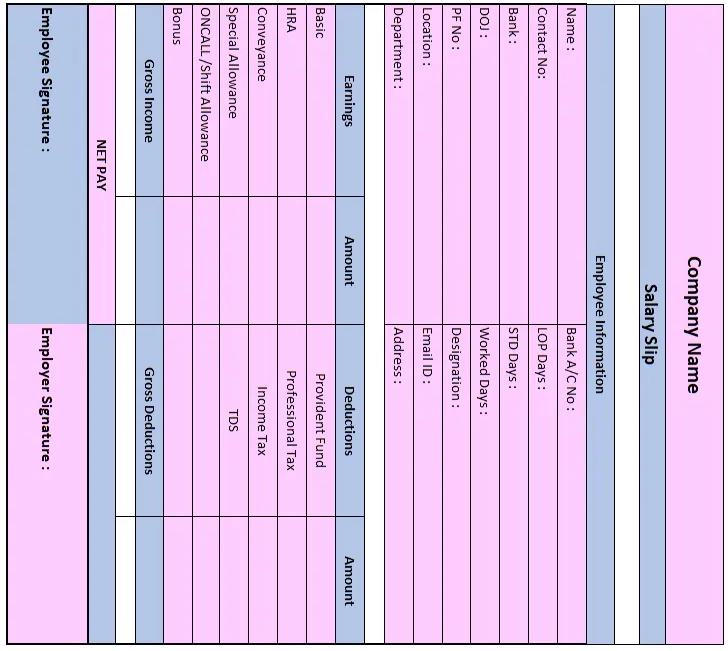 Company Name
Salary Slip
Employee Information
Name : Bank A/C No :
Contact No: LOP Days :
Bank : STD Days :
DOJ : Worked Days :
PF No : Designation :
Location : Email ID :
Department : Address :
Earnings Amount Deductions Amount
Basic Provident Fund
HRA Professional Tax
Conveyance Income Tax
Special Allowance TDS
ONCALL /Shift Allowance
Bonus
Gross Income Gross Deductions
NET PAY
Employee Signature : Employer Signature :